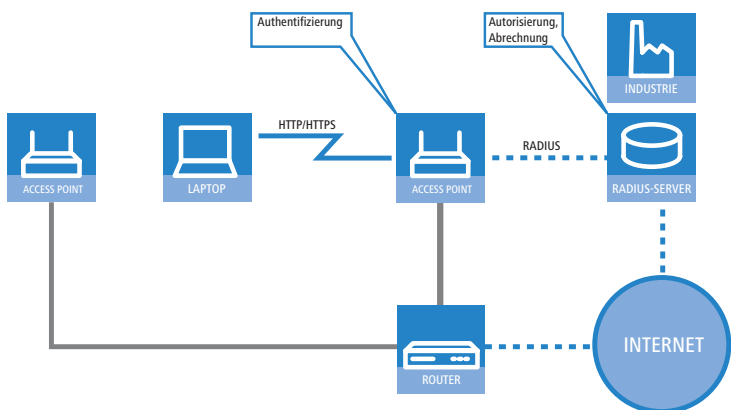 Authentifizierung
Autorisierung,
Abrechnung
INDUSTRIE
HTTP/HTTPS
RADIUS
ACCESS POINT
LAPTOP
ACCESS POINT
RADIUS-SERVER
INTERNET
ROUTER